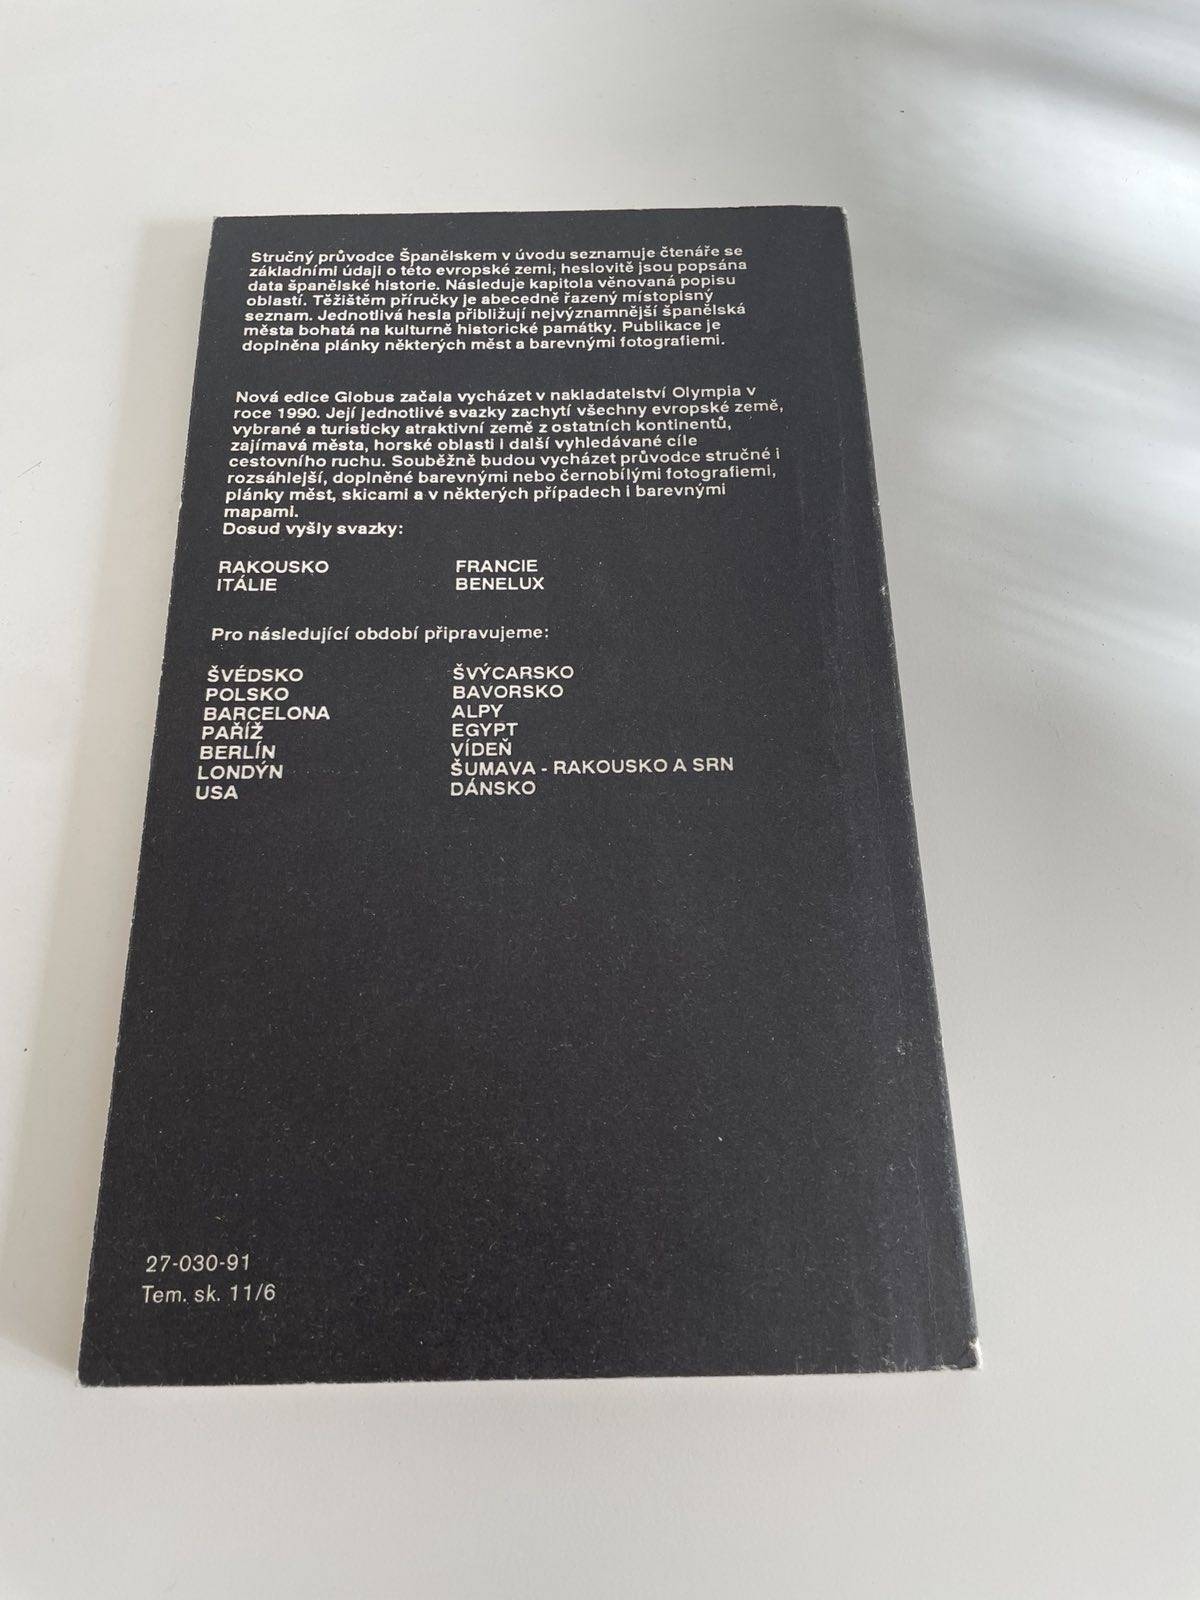 Stručný průvodce Španělskem v úvodu seznamuje čtenáře se
základními údaji o této evropské zemi, heslovitě jsou popsána
data španělské historie. Následuje kapitola věnovaná popisu
oblastí. Těžištěm příručky je abecedně řazený místopisný
seznam. Jednotlivá hesla přibližují nejvýznamnější španělská
města bohatá na kulturně historické památky. Publikace je
doplněna plánky některých měst a barevnými fotografiemi.
Nová edice Globus začala vycházet v nakladatelství Olympia v
roce 1990. Její jednotlivé svazky zachytí všechny evropské země,
vybrané a turisticky atraktivní země z ostatních kontinentů,
zajímavá města, horské oblasti i další vyhledávané cíle
cestovního ruchu. Souběžně budou vycházet průvodce stručné i
rozsáhlejší, doplněné barevnými nebo černobílými fotografiemi,
plánky měst, skicami a v některých případech i barevnými
mapami.
Dosud vyšly svazky:
RAKOUSKO FRANCIE
ITÁLIE BENELUX
Pro následující období připravujeme:
ŠVÉDSKO ŠVÝCARSKO
POLSKO BAVORSKO
BARCELONA ALPY
PAŘÍŽ EGYPT
BERLÍN VÍDEŇ
LONDÝN ŠUMAVA - RAKOUSKO A SRN
USA DÁNSKO
27-030-91
Tem. sk. 11/6